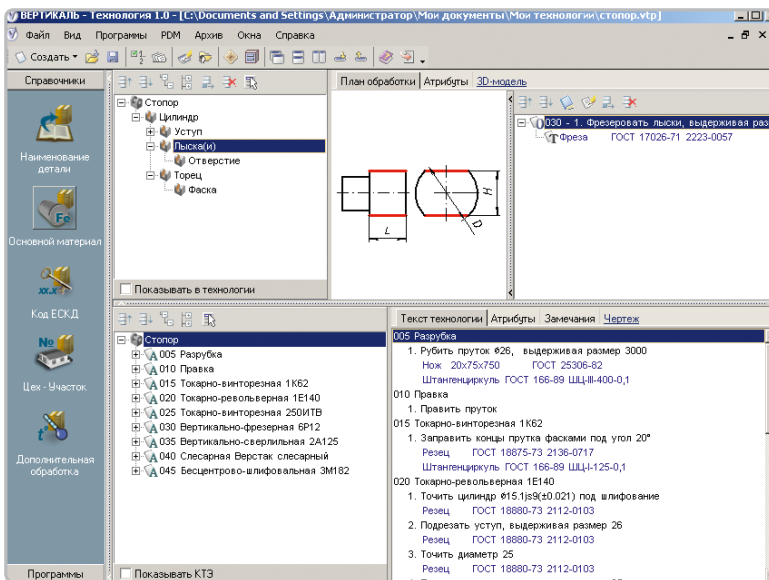 ВЕРТИКАЛЬ - Технология 1.0 - [C:\Documents and Settings\Администратор\Мои документы\Мои технологии\стопор.vtp]
Файл Вид Программы PDM Архив Окна Справка
Создать
Справочники
Наименование детали
Fe
Основной материал
xx.x
Код ЕСКД
No
Цех - Участок
t°
Дополнительная обработка
Программы
Стопор
Цилиндр
Уступ
Лыска(и)
Отверстие
Торец
Фаска
Показывать в технологии
План обработки Атрибуты 3D-модель
L
H
D
030 - 1. Фрезеровать лыски, выдерживая раз
Фреза ГОСТ 17026-71 2223-0057
Стопор
005 Разрубка
010 Правка
015 Токарно-винторезная 1К62
020 Токарно-револьверная 1Е140
025 Токарно-винторезная 250ИТВ
030 Вертикально-фрезерная 6Р12
035 Вертикально-сверлильная 2А125
040 Слесарная Верстак слесарный
045 Бесцентрово-шлифовальная 3М182
Показывать КТЭ
Текст технологии Атрибуты Замечания Чертеж
005 Разрубка
1. Рубить пруток ø26, выдерживая размер 3000
Нож 20x75x750 ГОСТ 25306-82
Штангенциркуль ГОСТ 166-89 ШЦ-III-400-0,1
010 Правка
1. Править пруток
015 Токарно-винторезная 1К62
1. Заправить концы прутка фасками под угол 20°
Резец ГОСТ 18875-73 2136-0717
Штангенциркуль ГОСТ 166-89 ШЦ-I-125-0,1
020 Токарно-револьверная 1Е140
1. Точить цилиндр ø15.1js9(±0.021) под шлифование
Резец ГОСТ 18880-73 2112-0103
2. Подрезать уступ, выдерживая размер 26
Резец ГОСТ 18880-73 2112-0103
3. Точить диаметр 25
Резец ГОСТ 18880-73 2112-0103